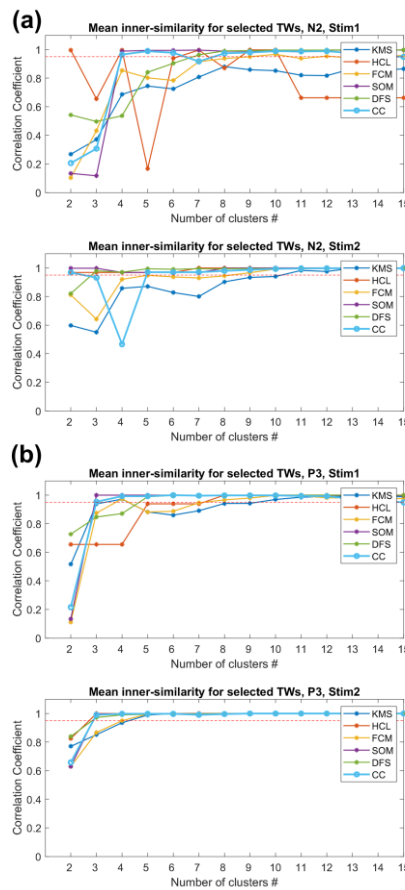 (a)
Mean inner-similarity for selected TWs, N2, Stim1
Correlation Coefficient
1
0.8
0.6
0.4
0.2
0
KMS
HCL
FCM
SOM
DFS
CC
2 3 4 5 6 7 8 9 10 11 12 13 14 15
Number of clusters #
Mean inner-similarity for selected TWs, N2, Stim2
Correlation Coefficient
1
0.8
0.6
0.4
0.2
0
KMS
HCL
FCM
SOM
DFS
CC
2 3 4 5 6 7 8 9 10 11 12 13 14 15
Number of clusters #
(b)
Mean inner-similarity for selected TWs, P3, Stim1
Correlation Coefficient
1
0.8
0.6
0.4
0.2
0
KMS
HCL
FCM
SOM
DFS
CC
2 3 4 5 6 7 8 9 10 11 12 13 14 15
Number of clusters #
Mean inner-similarity for selected TWs, P3, Stim2
Correlation Coefficient
1
0.8
0.6
0.4
0.2
0
KMS
HCL
FCM
SOM
DFS
CC
2 3 4 5 6 7 8 9 10 11 12 13 14 15
Number of clusters #